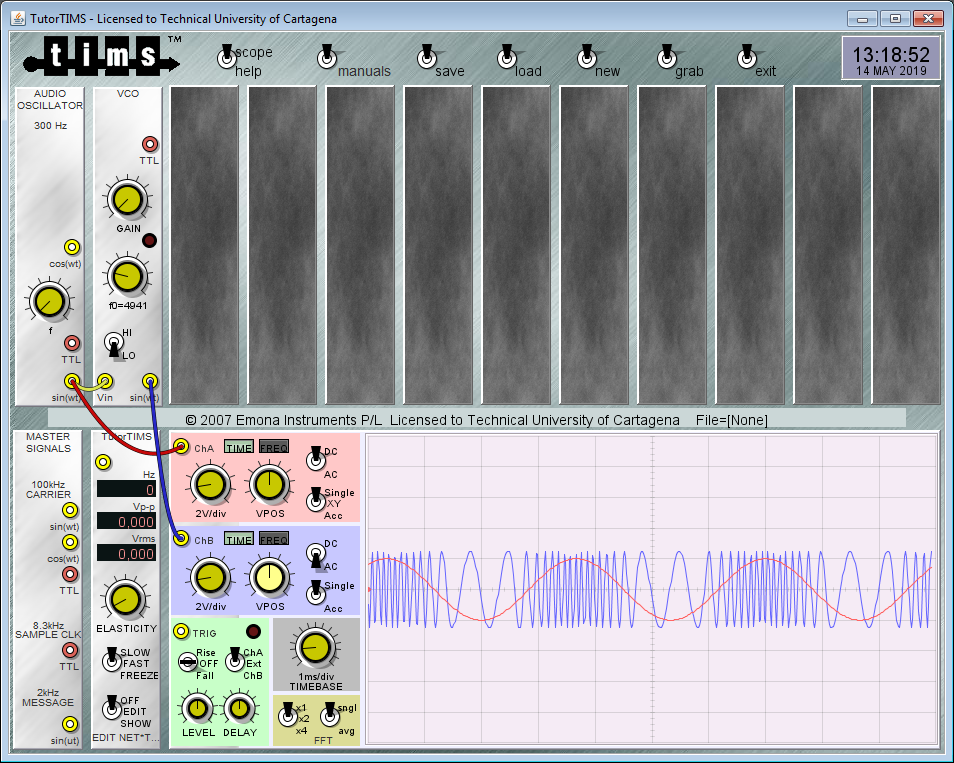 TutorTIMS - Licensed to Technical University of Cartagena
tims TM
scope
help
manuals
save
load
new
grab
exit
13:18:52
14 MAY 2019
AUDIO
OSCILLATOR
300 Hz
cos(wt)
f
TTL
sin(wt)
VCO
TTL
GAIN
f0=4941
HI
LO
Vin
sin(wt)
© 2007 Emona Instruments P/L Licensed to Technical University of Cartagena File=[None]
MASTER
SIGNALS
100kHz
CARRIER
sin(wt)
cos(wt)
TTL
8.3kHz
SAMPLE CLK
TTL
2kHz
MESSAGE
sin(ut)
TutorTIMS
Hz
0
Vp-p
0,000
Vrms
0,000
ELASTICITY
SLOW
FAST
FREEZE
OFF
EDIT
SHOW
EDIT NET*T...
ChA
TIME
FREQ
DC
AC
2V/div
VPOS
Single
XY
Acc
ChB
TIME
FREQ
DC
AC
2V/div
VPOS
Single
Acc
TRIG
Rise
OFF
Fall
ChA
Ext
ChB
LEVEL
DELAY
1ms/div
TIMEBASE
x1
x2
x4
sngl
avg
FFT